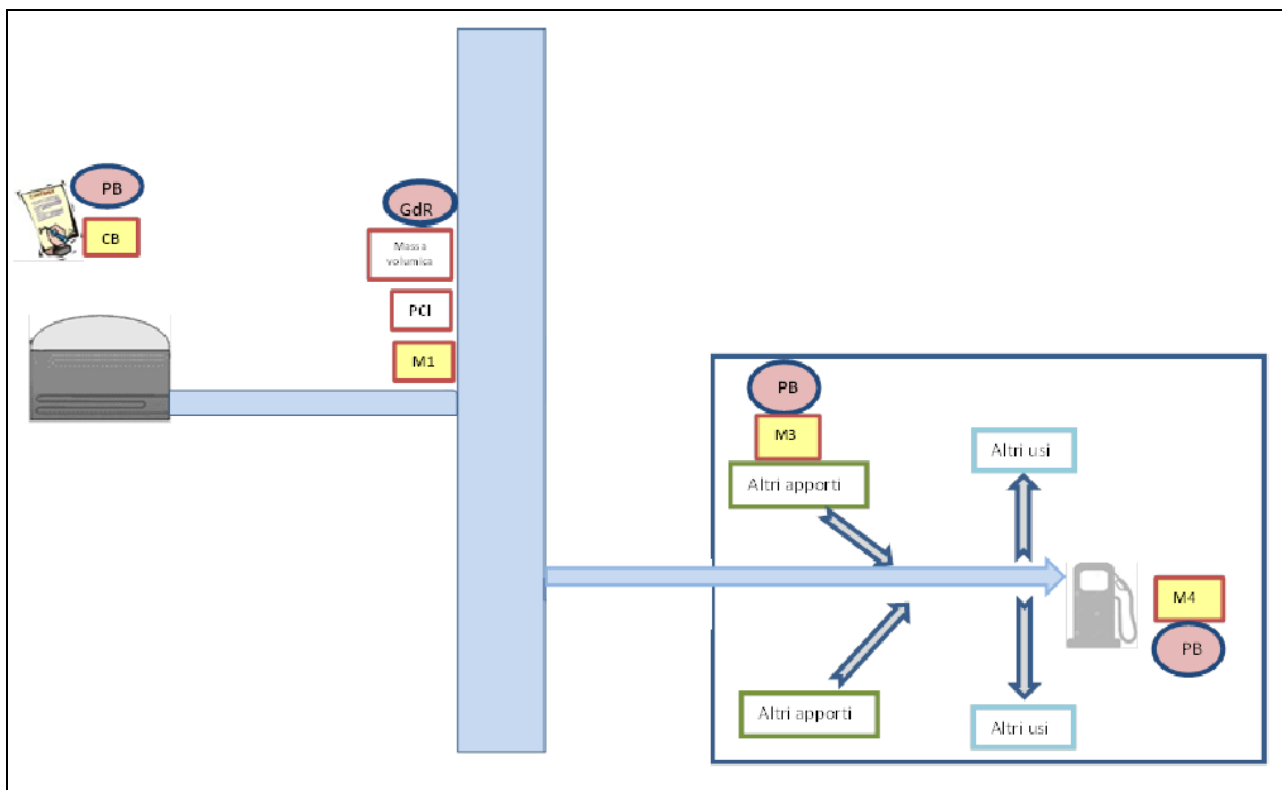 PB
CB
GdR
Massa
volumica
PCI
M1
PB
M3
Altri apporti
Altri usi
M4
PB
Altri apporti
Altri usi